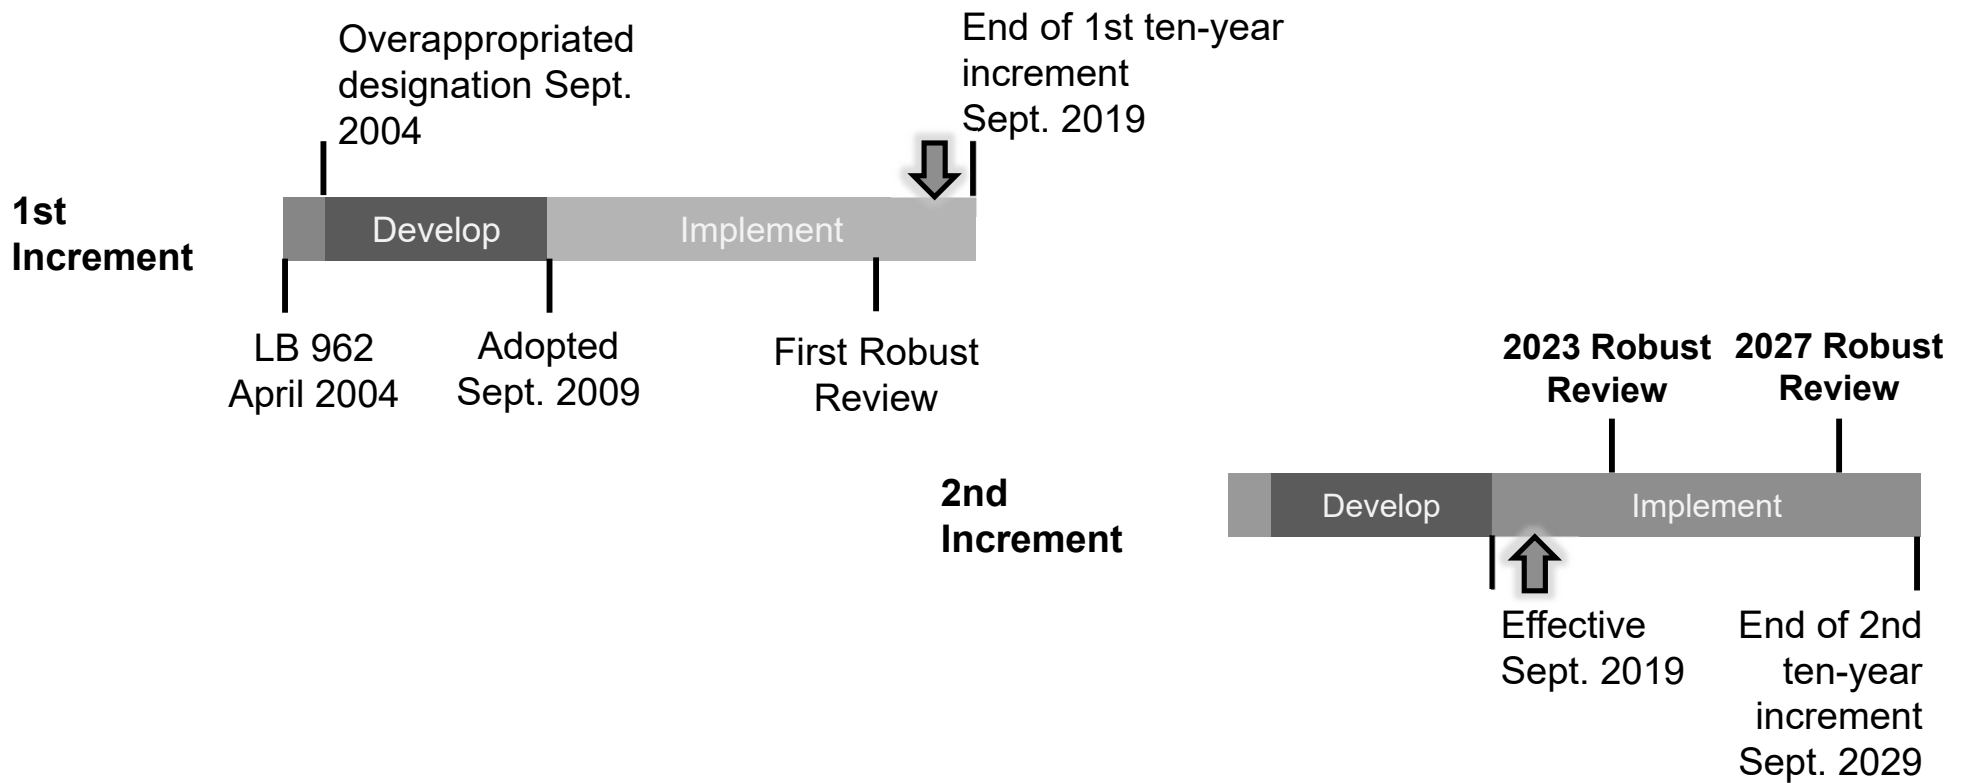 Overappropriated
designation Sept.
2004
End of 1st ten-year
increment
Sept. 2019
1st
Increment
Develop
Implement
LB 962
April 2004
Adopted
Sept. 2009
First Robust
Review
2023 Robust
Review
2027 Robust
Review
2nd
Increment
Develop
Implement
Effective
Sept. 2019
End of 2nd
ten-year
increment
Sept. 2029